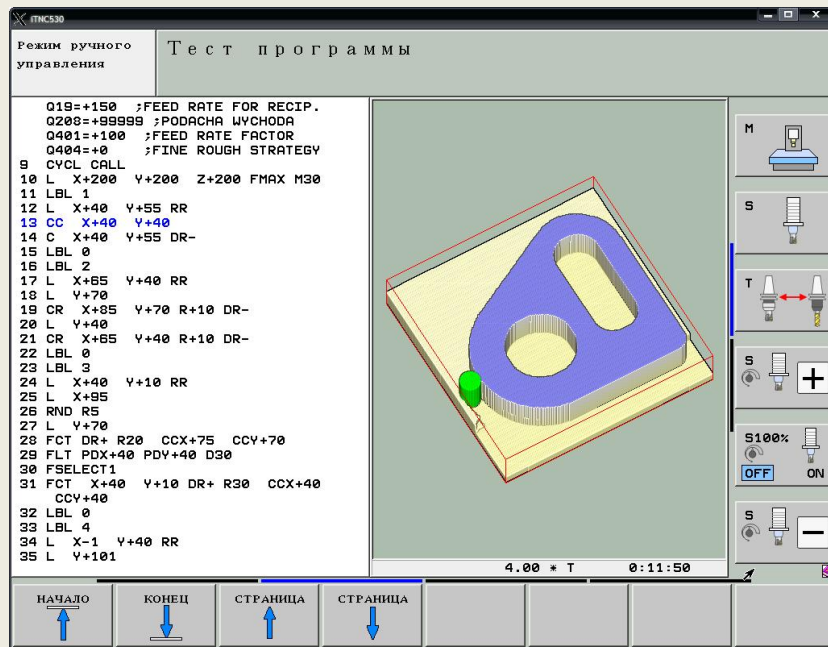 iTNC530
Режим ручного
управления
Тест программы
Q19=+150 ;FEED RATE FOR RECIP.
Q208=+99999 ;PODACHA WYCHODA
Q401=+100 ;FEED RATE FACTOR
Q404=+0 ;FINE ROUGH STRATEGY
9 CYCL CALL
10 L X+200 Y+200 Z+200 FMAX M30
11 LBL 1
12 L X+40 Y+55 RR
13 CC X+40 Y+40
14 C X+40 Y+55 DR-
15 LBL 0
16 LBL 2
17 L X+65 Y+40 RR
18 L Y+70
19 CR X+85 Y+70 R+10 DR-
20 L Y+40
21 CR X+65 Y+40 R+10 DR-
22 LBL 0
23 LBL 3
24 L X+40 Y+10 RR
25 L X+95
26 RND R5
27 L Y+70
28 FCT DR+ R20 CCX+75 CCY+70
29 FLT PDX+40 PDY+40 D30
30 FSELECT1
31 FCT X+40 Y+10 DR+ R30 CCX+40
CCY+40
32 LBL 0
33 LBL 4
34 L X-1 Y+40 RR
35 L Y+101
4.00 * T 0:11:50
M
S
T
S
S100%
OFF ON
S
НАЧАЛО
КОНЕЦ
СТРАНИЦА
СТРАНИЦА